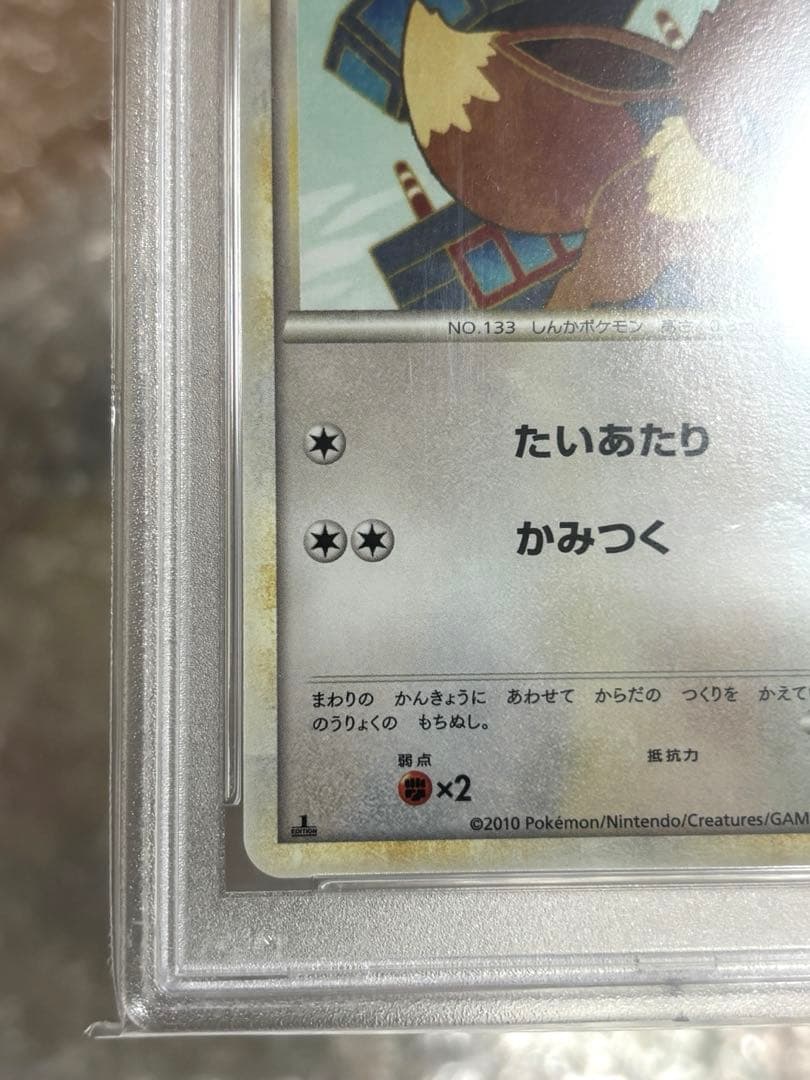 NO.133 しんかポケモン 高さ 0
たいあたり
かみつく
まわりの かんきょうに あわせて からだの つくりを かえて
のうりょくの もちぬし。
弱点 抵抗力
×2
1
EDITION
©2010 Pokémon/Nintendo/Creatures/GAM